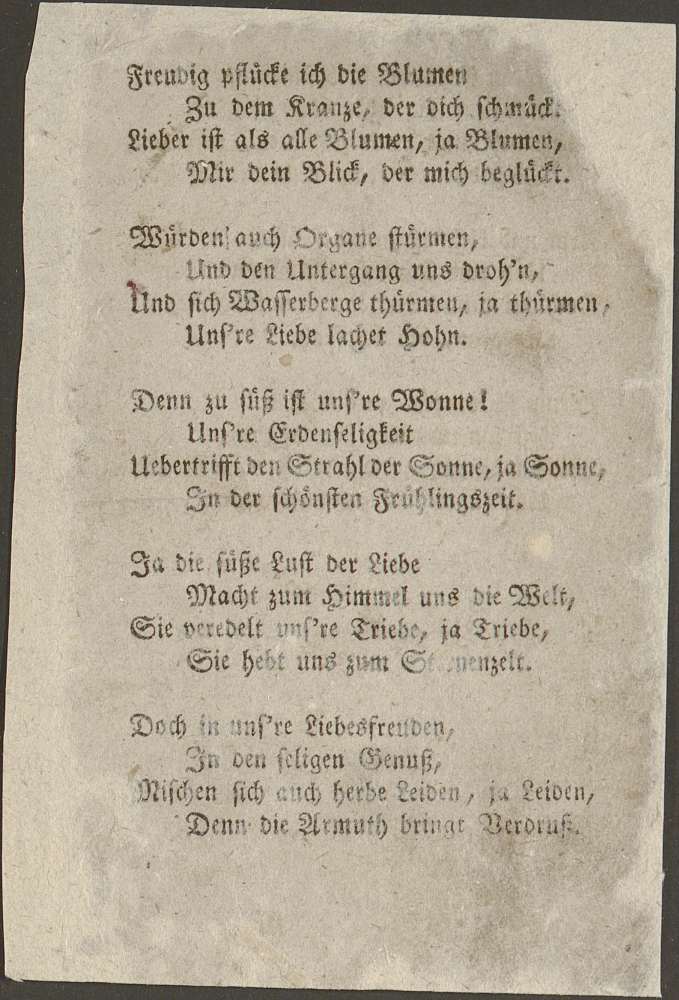 Freudig pflücke ich die Blumen
Zu dem Kranze, der dich schmückt.
Lieber ist als alle Blumen, ja Blumen,
Mir dein Blick, der mich beglückt.
Würden auch Organe stürmen,
Und den Untergang uns droh'n,
Und sich Wasserberge thürmen, ja thürmen,
Uns're Liebe lachet Hohn.
Denn zu süß ist uns're Wonne!
Uns're Erdenseligkeit
Uebertrifft den Strahl der Sonne, ja Sonne,
In der schönsten Frühlingszeit.
Ja die süße Lust der Liebe
Macht zum Himmel uns die Welt,
Sie veredelt uns're Triebe, ja Triebe,
Sie hebt uns zum Sternenzelt.
Doch in uns're Liebesfreuden,
In den seligen Genuß,
Mischen sich auch herbe Leiden, ja Leiden,
Denn die Armuth bringt Verdruß.